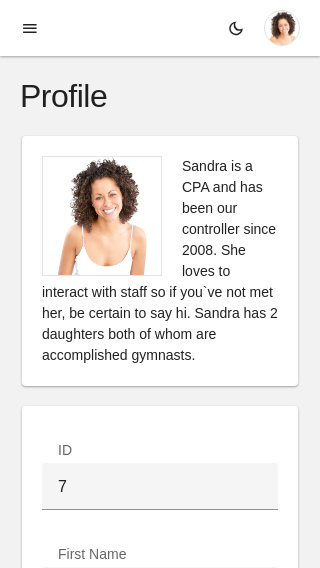 Profile
Sandra is a
CPA and has
been our
controller since
2008. She
loves to
interact with staff so if you`ve not met
her, be certain to say hi. Sandra has 2
daughters both of whom are
accomplished gymnasts.
ID
7
First Name